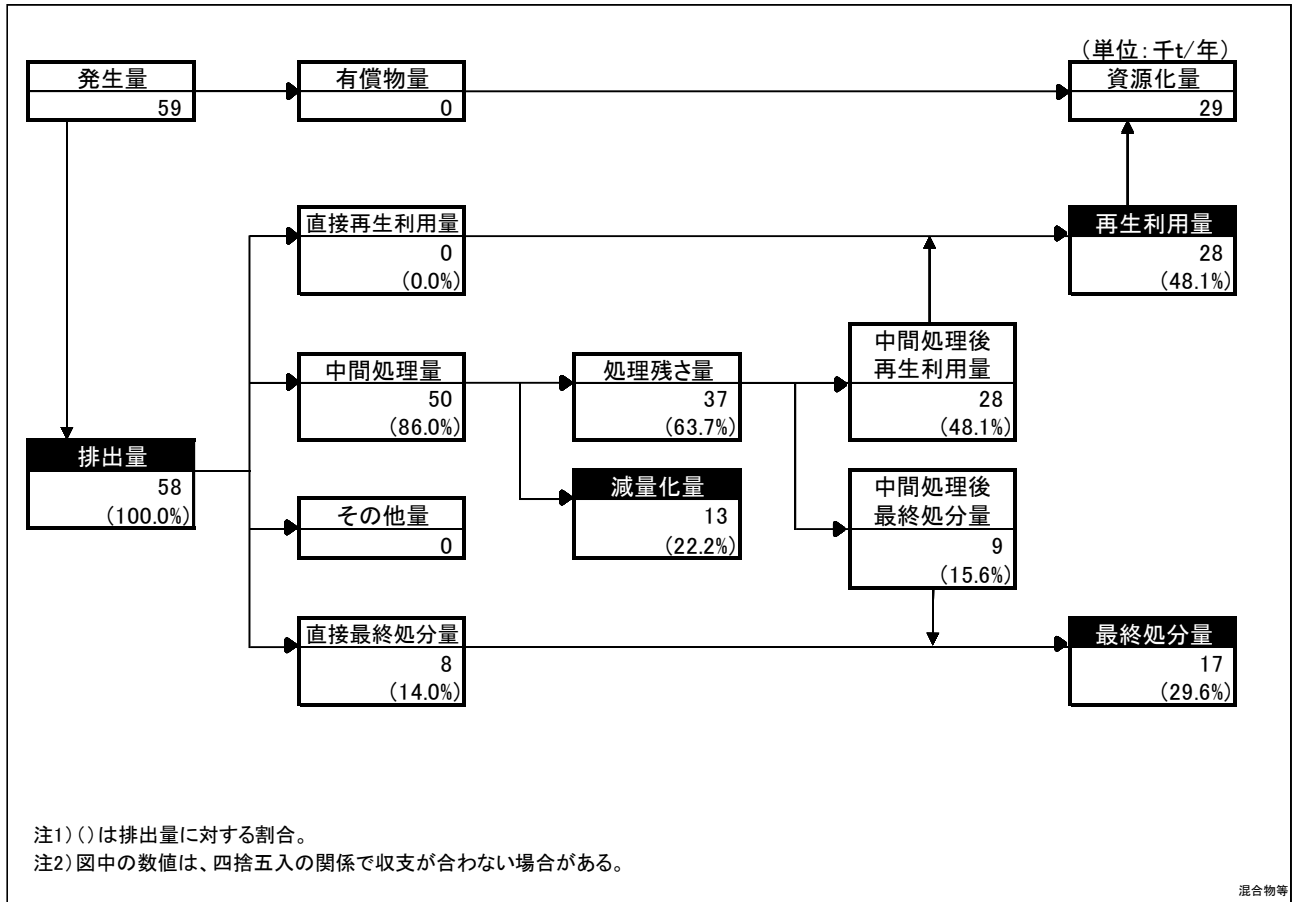 (単位:千t/年)
発生量
59
有償物量
0
資源化量
29
直接再生利用量
0
(0.0%)
再生利用量
28
(48.1%)
中間処理量
50
(86.0%)
処理残さ量
37
(63.7%)
中間処理後
再生利用量
28
(48.1%)
排出量
58
(100.0%)
減量化量
13
(22.2%)
中間処理後
最終処分量
9
(15.6%)
その他量
0
直接最終処分量
8
(14.0%)
最終処分量
17
(29.6%)
注1)()は排出量に対する割合。
注2)図中の数値は、四捨五入の関係で収支が合わない場合がある。
混合物等